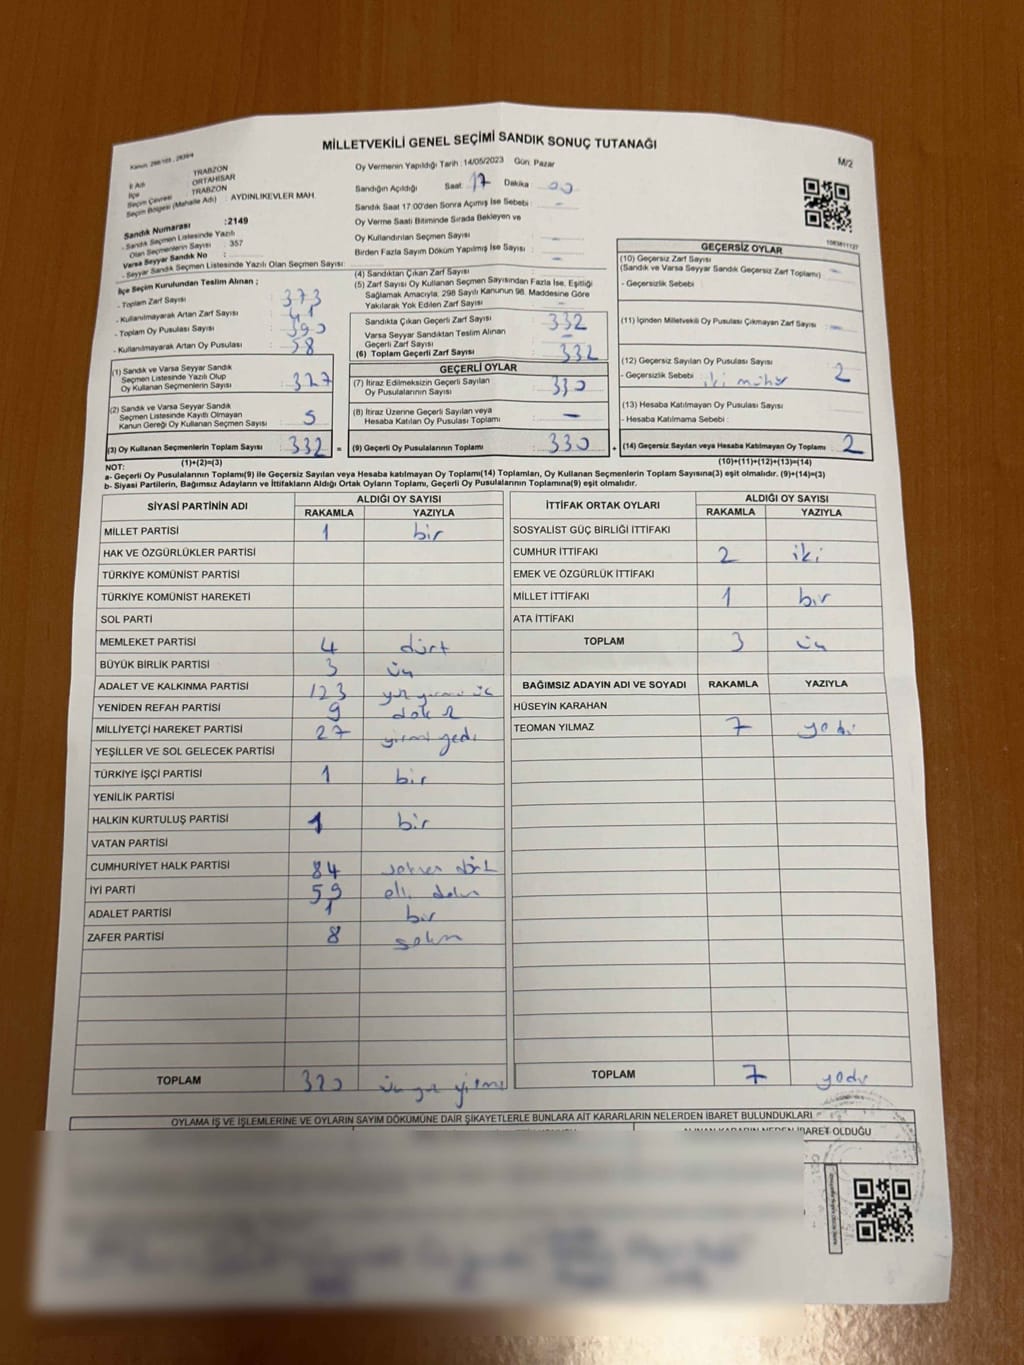 MİLLETVEKİLİ GENEL SEÇİMİ SANDIK SONUÇ TUTANAĞI
M/2
İl Adı TRABZON
İlçe ORTAHİSAR
Seçim Çevresi TRABZON
Seçim Bölgesi (Mahalle Adı) : AYDINLIKEVLER MAH.
Sandık Numarası :2149
- Sandık Seçmen Listesinde Yazılı
Olan Seçmenlerin Sayısı : 357
Varsa Seyyar Sandık No :
- Seyyar Sandık Seçmen Listesinde Yazılı Olan Seçmen Sayısı:
İlçe Seçim Kurulundan Teslim Alınan ;
- Toplam Zarf Sayısı : 373
- Kullanılmayarak Artan Zarf Sayısı : 41
- Toplam Oy Pusulası Sayısı : 390
- Kullanılmayarak Artan Oy Pusulası : 58
(1) Sandık ve Varsa Seyyar Sandık
Seçmen Listesinde Yazılı Olup
Oy Kullanan Seçmenlerin Sayısı : 327
(2) Sandık ve Varsa Seyyar Sandık
Seçmen Listesinde Kayıtlı Olmayan
Kanun Gereği Oy Kullanan Seçmen Sayısı : 5
(3) Oy Kullanan Seçmenlerin Toplam Sayısı : 332
(1)+(2)=(3)
Oy Vermenin Yapıldığı Tarih : 14/05/2023 Gün: Pazar
Sandığın Açıldığı Saat: 17 Dakika : 00
Sandık Saat 17:00'den Sonra Açımış İse Sebebi : -
Oy Verme Saati Bitiminde Sırada Bekleyen ve
Oy Kullandırılan Seçmen Sayısı : -
Birden Fazla Sayım Döküm Yapılmış İse Sayısı : -
(4) Sandıktan Çıkan Zarf Sayısı :
(5) Zarf Sayısı Oy Kullanan Seçmen Sayısından Fazla İse, Eşitliği
Sağlamak Amacıyla, 298 Sayılı Kanunun 98. Maddesine Göre
Yakılarak Yok Edilen Zarf Sayısı : -
Sandıkta Çıkan Geçerli Zarf Sayısı : 332
Varsa Seyyar Sandıktan Teslim Alınan
Geçerli Zarf Sayısı : -
(6) Toplam Geçerli Zarf Sayısı : 332
GEÇERLİ OYLAR
(7) İtiraz Edilmeksizin Geçerli Sayılan
Oy Pusulalarının Sayısı : 330
(8) İtiraz Üzerine Geçerli Sayılan veya
Hesaba Katılan Oy Pusulası Toplamı : -
= (9) Geçerli Oy Pusulalarının Toplamı : 330
GEÇERSİZ OYLAR
(10) Geçersiz Zarf Sayısı
(Sandık ve Varsa Seyyar Sandık Geçersiz Zarf Toplamı) : -
- Geçersizlik Sebebi :
(11) İçinden Milletvekili Oy Pusulası Çıkmayan Zarf Sayısı : -
(12) Geçersiz Sayılan Oy Pusulası Sayısı : 2
- Geçersizlik Sebebi : iki mühür
(13) Hesaba Katılmayan Oy Pusulası Sayısı :
- Hesaba Katılmama Sebebi :
+ (14) Geçersiz Sayılan veya Hesaba Katılmayan Oy Toplamı : 2
(10)+(11)+(12)+(13)=(14)
NOT:
a- Geçerli Oy Pusulaları Toplamı(9) ile Geçersiz Sayılan veya Hesaba katılmayan Oy Toplamı(14) Toplamları, Oy Kullanan Seçmenlerin Toplam Sayısına(3) eşit olmalıdır. (9)+(14)=(3)
b- Siyasi Partilerin, Bağımsız Adayların ve İttifakların Aldığı Ortak Oyların Toplamı, Geçerli Oy Pusulalarının Toplamına(9) eşit olmalıdır.
SİYASİ PARTİNİN ADI ALDIĞI OY SAYISI
RAKAMLA YAZIYLA
MİLLET PARTİSİ 1 bir
HAK VE ÖZGÜRLÜKLER PARTİSİ
TÜRKİYE KOMÜNİST PARTİSİ
TÜRKİYE KOMÜNİST HAREKETİ
SOL PARTİ
MEMLEKET PARTİSİ 4 dört
BÜYÜK BİRLİK PARTİSİ 3 üç
ADALET VE KALKINMA PARTİSİ 123 yüz yirmi üç
YENİDEN REFAH PARTİSİ 9 dokuz
MİLLİYETÇİ HAREKET PARTİSİ 27 yirmi yedi
YEŞİLLER VE SOL GELECEK PARTİSİ
TÜRKİYE İŞÇİ PARTİSİ 1 bir
YENİLİK PARTİSİ
HALKIN KURTULUŞ PARTİSİ 1 bir
VATAN PARTİSİ
CUMHURİYET HALK PARTİSİ 84 seksen dört
İYİ PARTİ 59 elli dokuz
ADALET PARTİSİ 1 bir
ZAFER PARTİSİ 8 sekiz
TOPLAM 320 üç yüz yirmi
İTTİFAK ORTAK OYLARI ALDIĞI OY SAYISI
RAKAMLA YAZIYLA
SOSYALİST GÜÇ BİRLİĞİ İTTİFAKI
CUMHUR İTTİFAKI 2 iki
EMEK VE ÖZGÜRLÜK İTTİFAKI
MİLLET İTTİFAKI 1 bir
ATA İTTİFAKI
TOPLAM 3 üç
BAĞIMSIZ ADAYIN ADI VE SOYADI RAKAMLA YAZIYLA
HÜSEYİN KARAHAN
TEOMAN YILMAZ 7 yedi
TOPLAM 7 yedi
OYLAMA İŞ VE İŞLEMLERİNE VE OYLARIN SAYIM DÖKÜMÜNE DAİR ŞİKAYETLERLE BUNLARA AİT KARARLARIN NELERDEN İBARET BULUNDUKLARI
ALINAN KARARIN NEDEN İBARET OLDUĞU